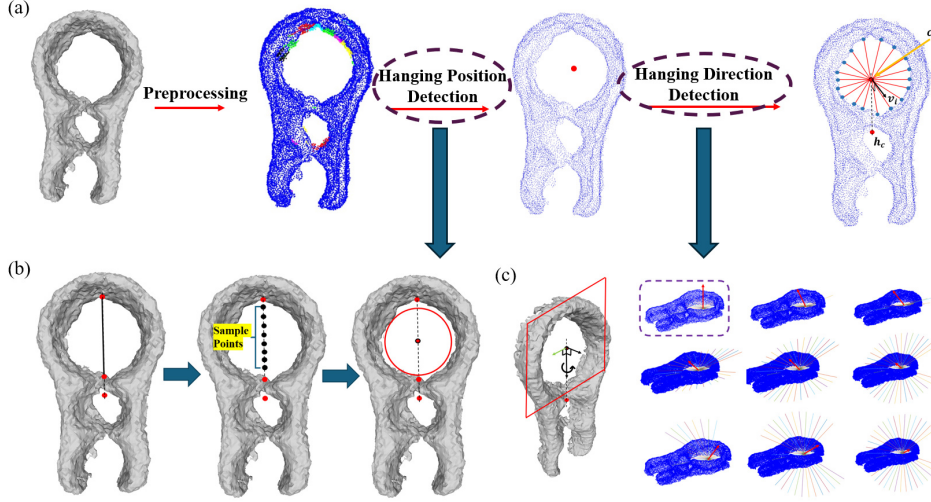 (a)
Preprocessing
Hanging Position
Detection
Hanging Direction
Detection
v_i
h_c
(b)
Sample
Points
(c)